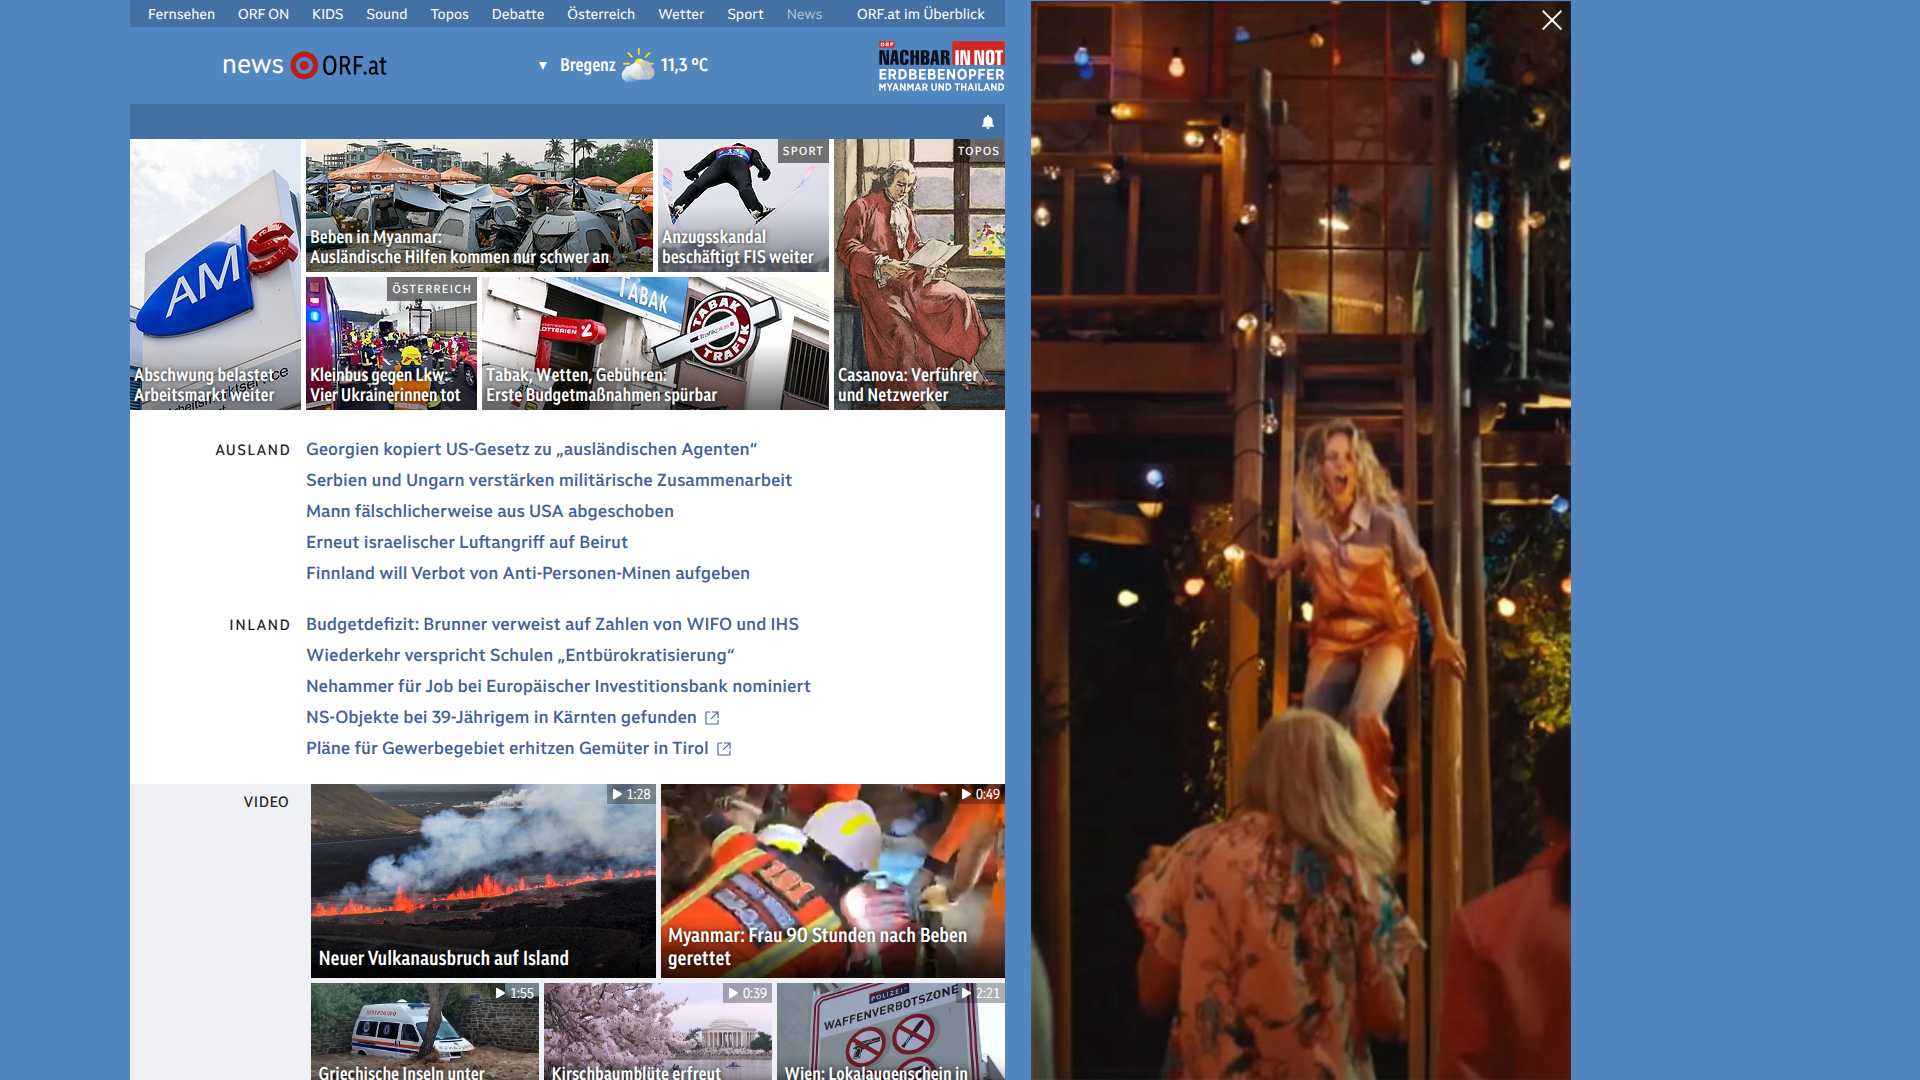 Fernsehen ORF ON KIDS Sound Topos Debatte Österreich Wetter Sport News ORF.at im Überblick
news ORF.at
▼ Bregenz 11,3 °C
ORF
NACHBAR IN NOT
ERDBEBENOPFER
MYANMAR UND THAILAND
AMS
Abschwung belastet
Arbeitsmarkt weiter
Beben in Myanmar:
Ausländische Hilfen kommen nur schwer an
SPORT
Anzugsskandal
beschäftigt FIS weiter
TOPOS
Casanova: Verführer
und Netzwerker
ÖSTERREICH
Kleinbus gegen Lkw:
Vier Ukrainerinnen tot
TABAK
TABAK
TRAFIK
Tabak, Wetten, Gebühren:
Erste Budgetmaßnahmen spürbar
AUSLAND
Georgien kopiert US-Gesetz zu „ausländischen Agenten“
Serbien und Ungarn verstärken militärische Zusammenarbeit
Mann fälschlicherweise aus USA abgeschoben
Erneut israelischer Luftangriff auf Beirut
Finnland will Verbot von Anti-Personen-Minen aufgeben
INLAND
Budgetdefizit: Brunner verweist auf Zahlen von WIFO und IHS
Wiederkehr verspricht Schulen „Entbürokratisierung“
Nehammer für Job bei Europäischer Investitionsbank nominiert
NS-Objekte bei 39-Jährigem in Kärnten gefunden
Pläne für Gewerbegebiet erhitzen Gemüter in Tirol
VIDEO
1:28
Neuer Vulkanausbruch auf Island
0:49
Myanmar: Frau 90 Stunden nach Beben
gerettet
1:55
Griechische Inseln unter
0:39
Kirschbaumblüte erfreut
2:21
POLIZEI
WAFFENVERBOTSZONE
Wien: Lokalaugenschein in